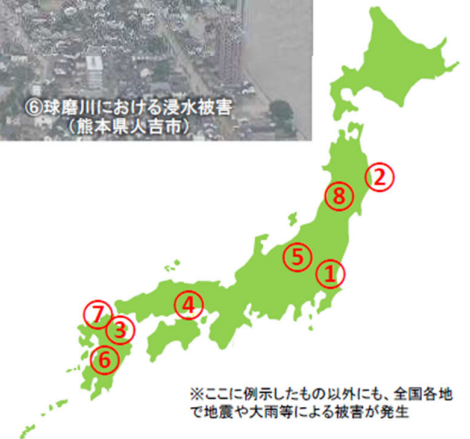 ⑥球磨川における浸水被害
(熊本県人吉市)
②
⑧
⑤
①
④
⑦
③
⑥
※ここに例示したもの以外にも、全国各地
で地震や大雨等による被害が発生